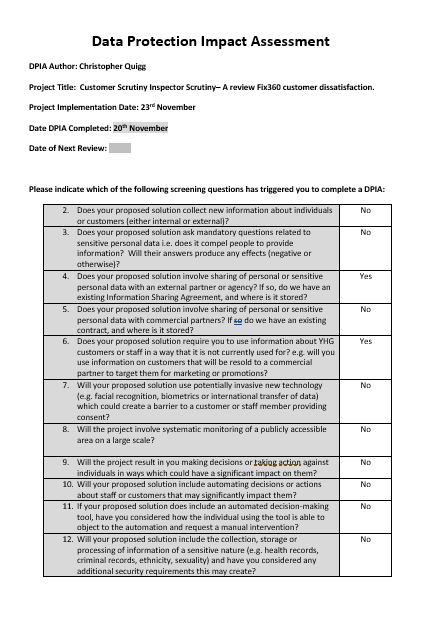 Data Protection Impact Assessment
DPIA Author: Christopher Quigg
Project Title:  Customer Scrutiny Inspector Scrutiny– A review Fix360 customer dissatisfaction.
Project Implementation Date: 23rd November
Date DPIA Completed: 20th November
Date of Next Review:
Please indicate which of the following screening questions has triggered you to complete a DPIA:
2. Does your proposed solution collect new information about individuals No
or customers (either internal or external)?
3. Does your proposed solution ask mandatory questions related to No
sensitive personal data i.e. does it compel people to provide
information?  Will their answers produce any effects (negative or
otherwise)?
4. Does your proposed solution involve sharing of personal or sensitive Yes
personal data with an external partner or agency? If so, do we have an
existing Information Sharing Agreement, and where is it stored?
5. Does your proposed solution involve sharing of personal or sensitive No
personal data with commercial partners? If so do we have an existing
contract, and where is it stored?
6. Does your proposed solution require you to use information about YHG Yes
customers or staff in a way that it is not currently used for? e.g. will you
use information on customers that will be resold to a commercial
partner to target them for marketing or promotions?
7. Will your proposed solution use potentially invasive new technology No
(e.g. facial recognition, biometrics or international transfer of data)
which could create a barrier to a customer or staff member providing
consent?
8. Will the project involve systematic monitoring of a publicly accessible No
area on a large scale?
9. Will the project result in you making decisions or taking action against No
individuals in ways which could have a significant impact on them?
10. Will your proposed solution include automating decisions or actions No
about staff or customers that may significantly impact them?
11. If your proposed solution does include an automated decision-making No
tool, have you considered how the individual using the tool is able to
object to the automation and request a manual intervention?
12. Will your proposed solution include the collection, storage or No
processing of information of a sensitive nature (e.g. health records,
criminal records, ethnicity, sexuality) and have you considered any
additional security requirements this may create?